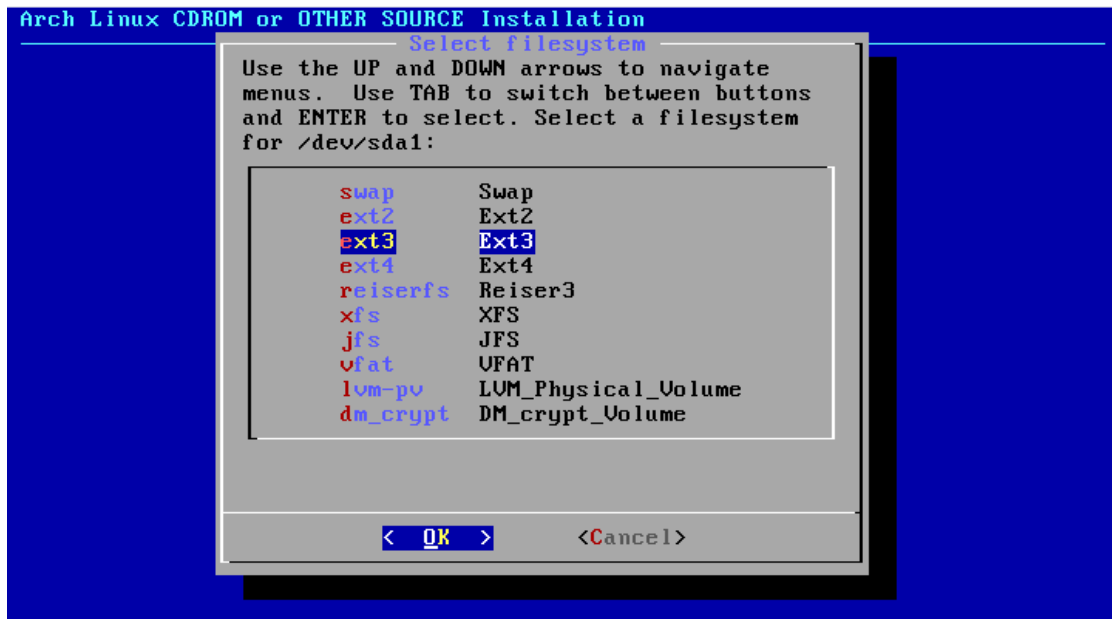 Arch Linux CDROM or OTHER SOURCE Installation
Select filesystem
Use the UP and DOWN arrows to navigate
menus.  Use TAB to switch between buttons
and ENTER to select. Select a filesystem
for /dev/sda1:
swap Swap
ext2 Ext2
ext3 Ext3
ext4 Ext4
reiserfs Reiser3
xfs XFS
jfs JFS
vfat VFAT
lvm-pv LVM_Physical_Volume
dm_crypt DM_crypt_Volume
< OK > <Cancel>